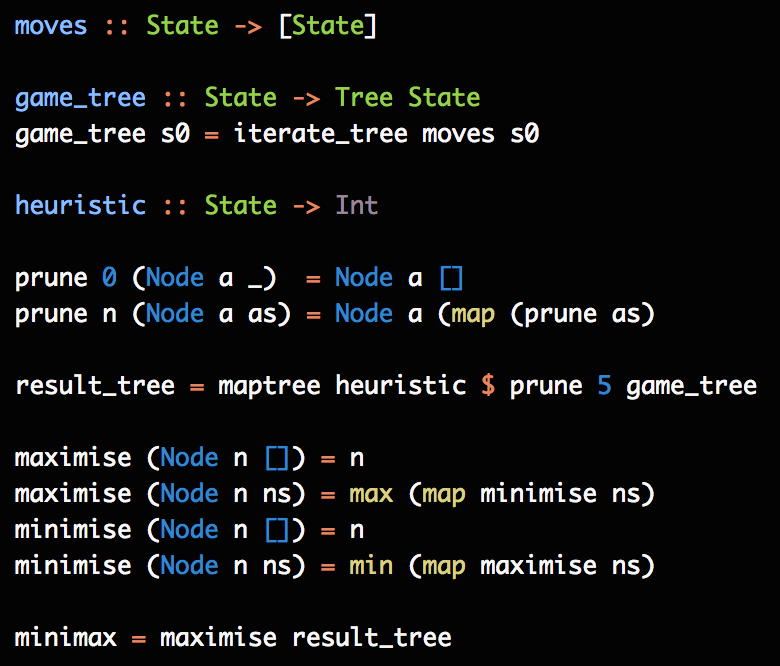 moves :: State -> [State]
game_tree :: State -> Tree State
game_tree s0 = iterate_tree moves s0
heuristic :: State -> Int
prune 0 (Node a _)  = Node a []
prune n (Node a as) = Node a (map (prune as)
result_tree = maptree heuristic $ prune 5 game_tree
maximise (Node n []) = n
maximise (Node n ns) = max (map minimise ns)
minimise (Node n []) = n
minimise (Node n ns) = min (map maximise ns)
minimax = maximise result_tree